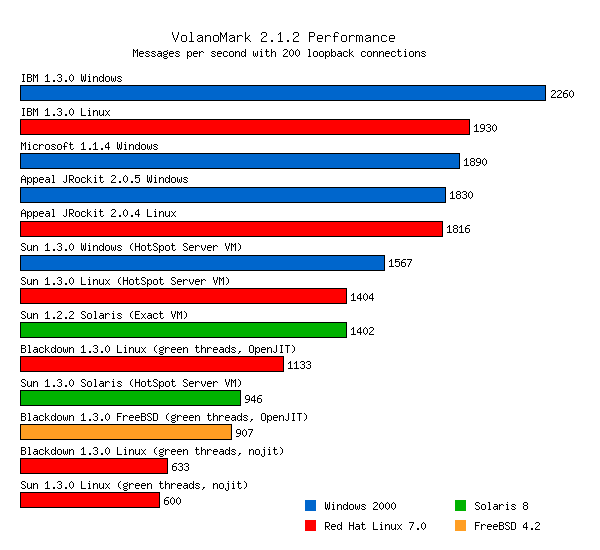 VolanoMark 2.1.2 Performance
Messages per second with 200 loopback connections
IBM 1.3.0 Windows
2260
IBM 1.3.0 Linux
1930
Microsoft 1.1.4 Windows
1890
Appeal JRockit 2.0.5 Windows
1830
Appeal JRockit 2.0.4 Linux
1816
Sun 1.3.0 Windows (HotSpot Server VM)
1567
Sun 1.3.0 Linux (HotSpot Server VM)
1404
Sun 1.2.2 Solaris (Exact VM)
1402
Blackdown 1.3.0 Linux (green threads, OpenJIT)
1133
Sun 1.3.0 Solaris (HotSpot Server VM)
946
Blackdown 1.3.0 FreeBSD (green threads, OpenJIT)
907
Blackdown 1.3.0 Linux (green threads, nojit)
633
Sun 1.3.0 Linux (green threads, nojit)
600
Windows 2000
Solaris 8
Red Hat Linux 7.0
FreeBSD 4.2